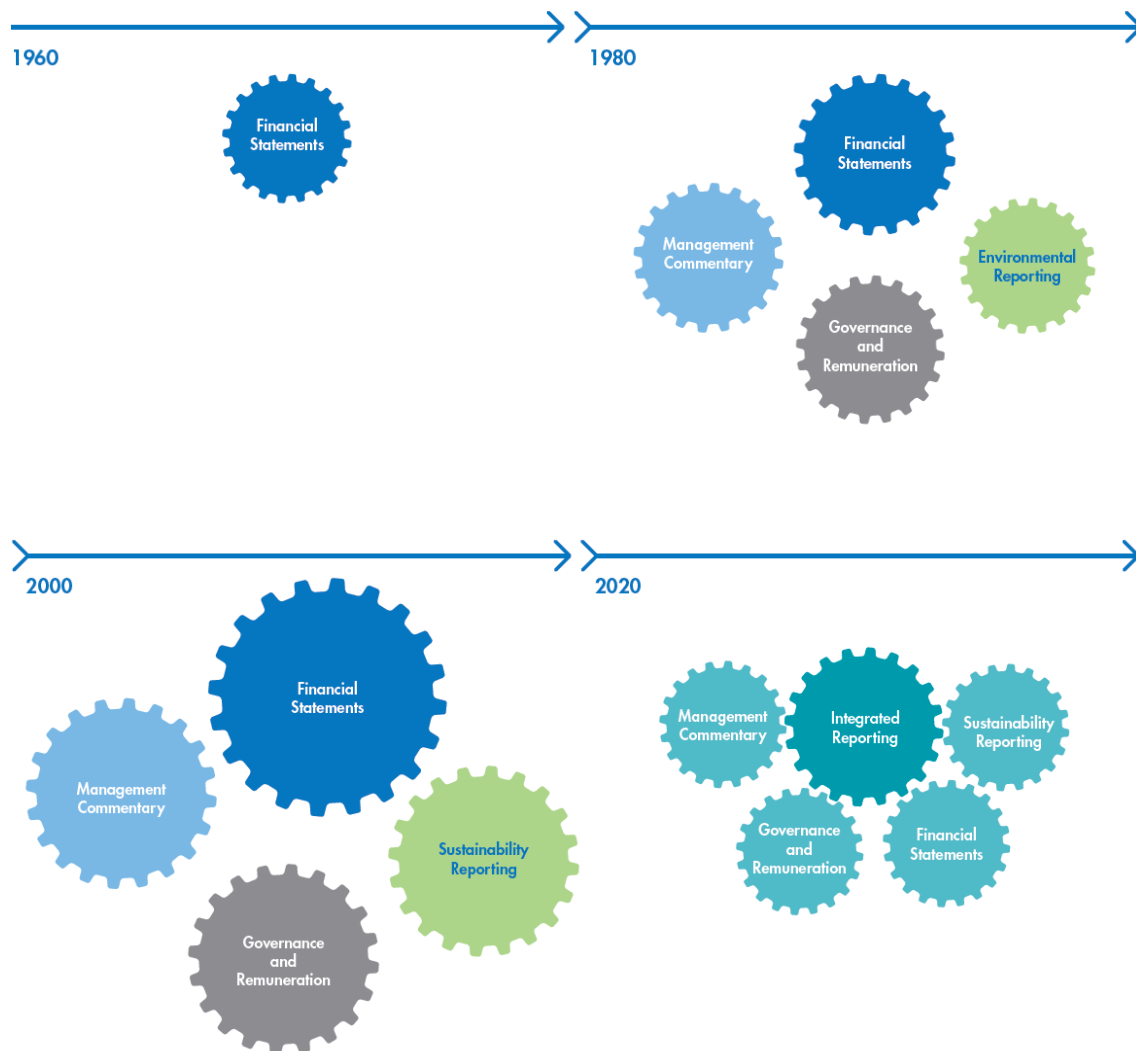 1960
Financial
Statements
1980
Financial
Statements
Management
Commentary
Environmental
Reporting
Governance
and
Remuneration
2000
Financial
Statements
Management
Commentary
Sustainability
Reporting
Governance
and
Remuneration
2020
Management
Commentary
Integrated
Reporting
Sustainability
Reporting
Governance
and
Remuneration
Financial
Statements